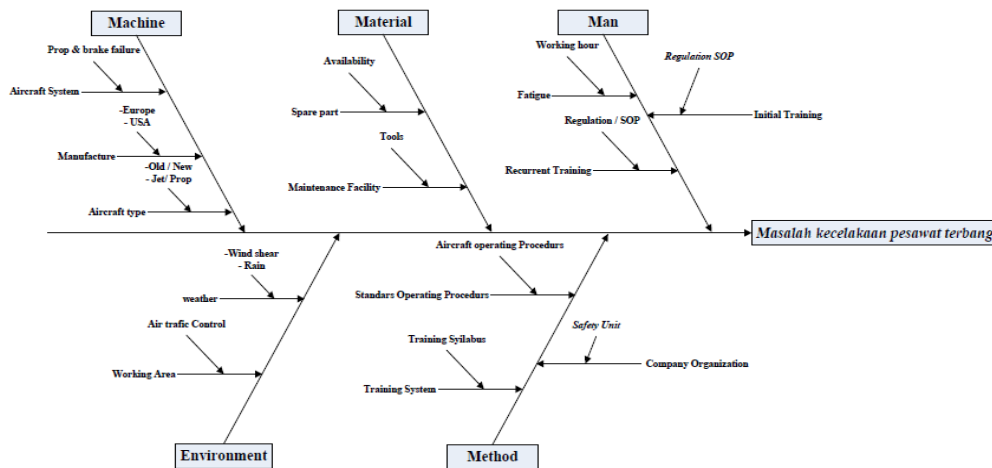 Machine
Material
Man
Prop & brake failure
Aircraft System
-Europe
- USA
Manufacture
-Old / New
- Jet/ Prop
Aircraft type
Availability
Spare part
Tools
Maintenance Facility
Working hour
Fatigue
Regulation SOP
Initial Training
Regulation / SOP
Recurrent Training
Masalah kecelakaan pesawat terbang
-Wind shear
- Rain
weather
Air trafic Control
Working Area
Aircraft operating Procedurs
Standars Operating Procedurs
Safety Unit
Company Organization
Training Syilabus
Training System
Environment
Method